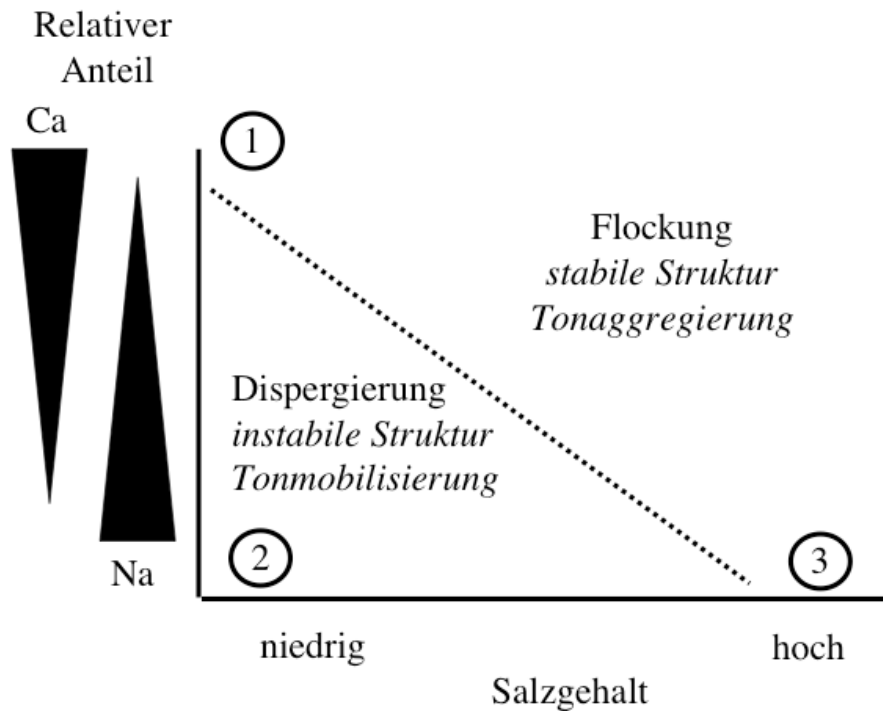 Relativer
Anteil
Ca
1
Flockung
stabile Struktur
Tonaggregierung
Dispergierung
instabile Struktur
Tonmobilisierung
2
3
Na
niedrig
hoch
Salzgehalt